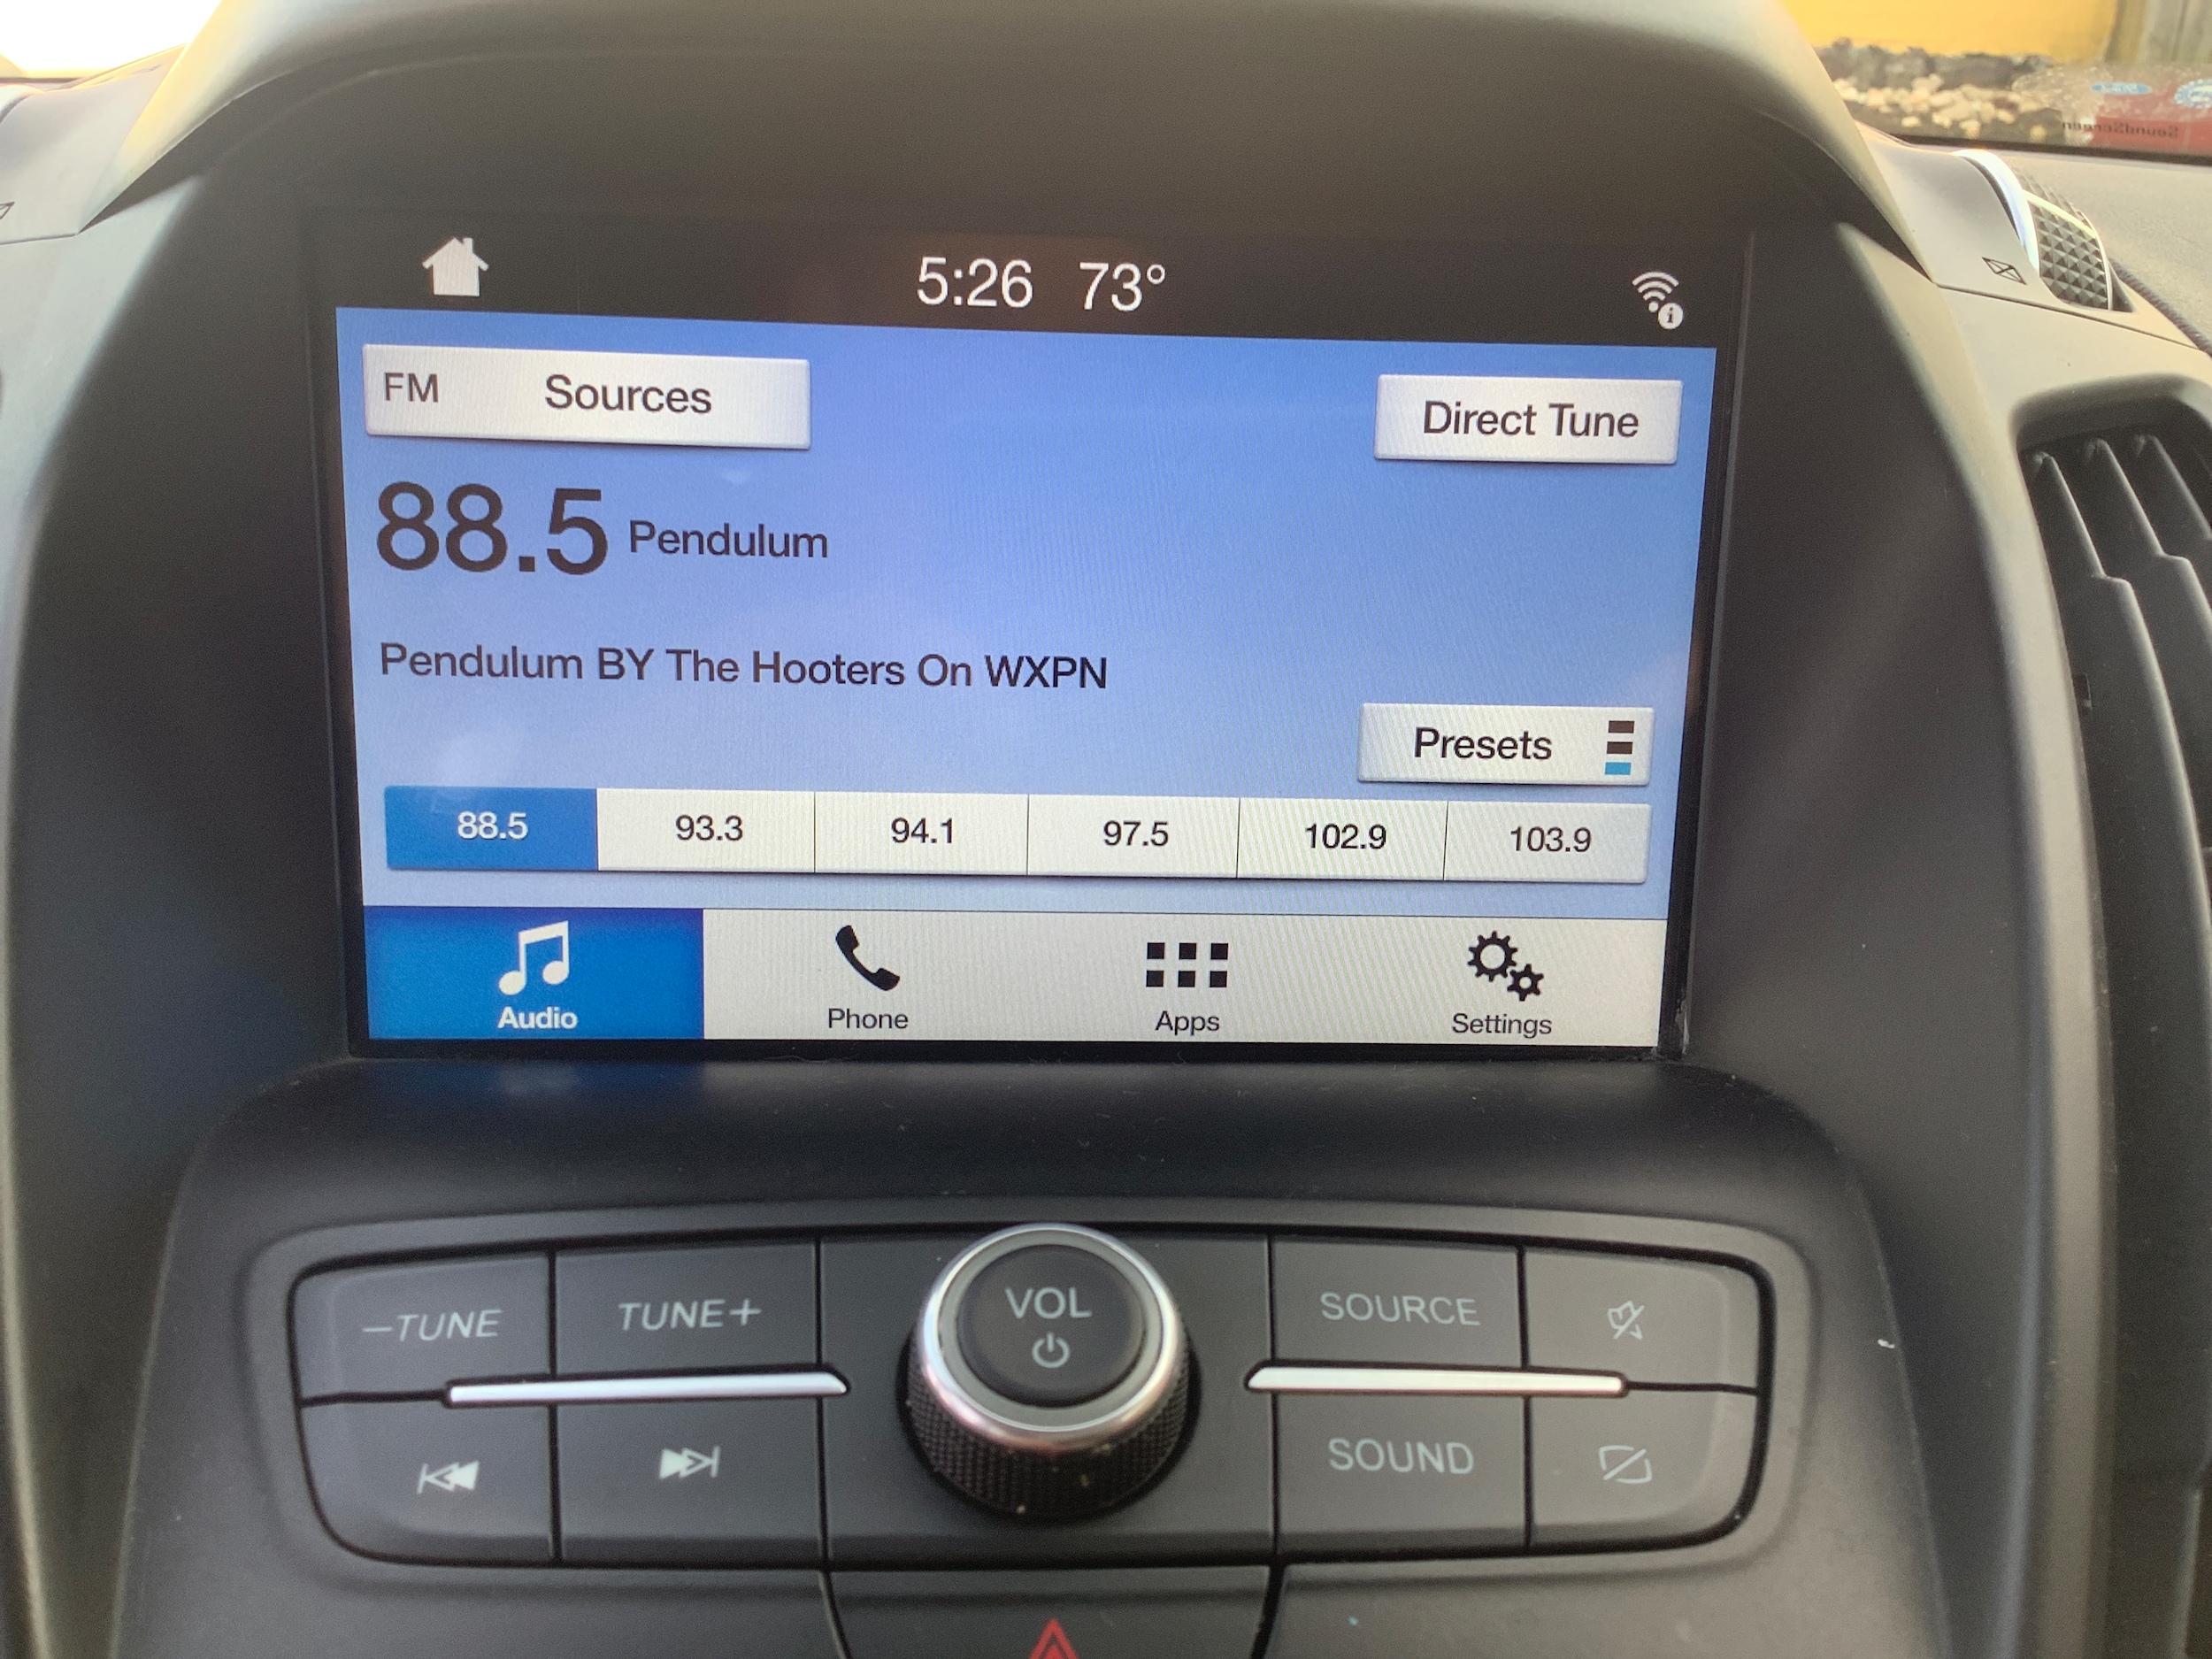 5:26 73°
FM Sources
Direct Tune
88.5 Pendulum
Pendulum BY The Hooters On WXPN
Presets
88.5 93.3 94.1 97.5 102.9 103.9
Audio Phone Apps Settings
–TUNE TUNE+ VOL SOURCE
SOUND
SoundScreen